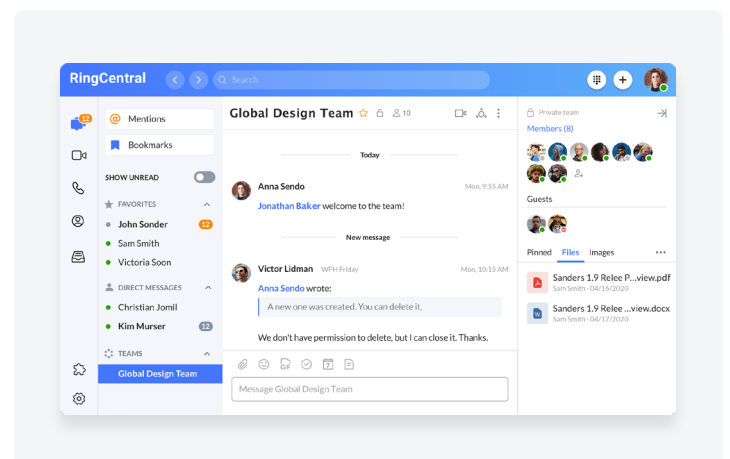 RingCentral
Search
12
Mentions
Bookmarks
SHOW UNREAD
FAVORITES
John Sonder 12
Sam Smith
Victoria Soon
DIRECT MESSAGES
Christian Jomil
Kim Murser 12
TEAMS
Global Design Team
Global Design Team 10
Today
Anna Sendo Mon, 9:55 AM
Jonathan Baker welcome to the team!
New message
Victor Lidman WFH Friday Mon, 10:15 AM
Anna Sendo wrote:
A new one was created. You can delete it.
We don't have permission to delete, but I can close it. Thanks.
GIF 7
Message Global Design Team
Private team
Members (8)
Guests
Pinned Files Images
Sanders 1.9 Relee P...view.pdf
Sam Smith · 04/16/2020
W
Sanders 1.9 Relee ...view.docx
Sam Smith · 04/17/2020